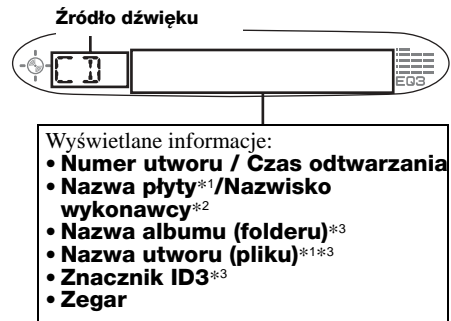 Źródło dźwięku
CD
EQ3
Wyświetlane informacje:
• Numer utworu / Czas odtwarzania
• Nazwa płyty*1/Nazwisko
wykonawcy*2
• Nazwa albumu (folderu)*3
• Nazwa utworu (pliku)*1*3
• Znacznik ID3*3
• Zegar